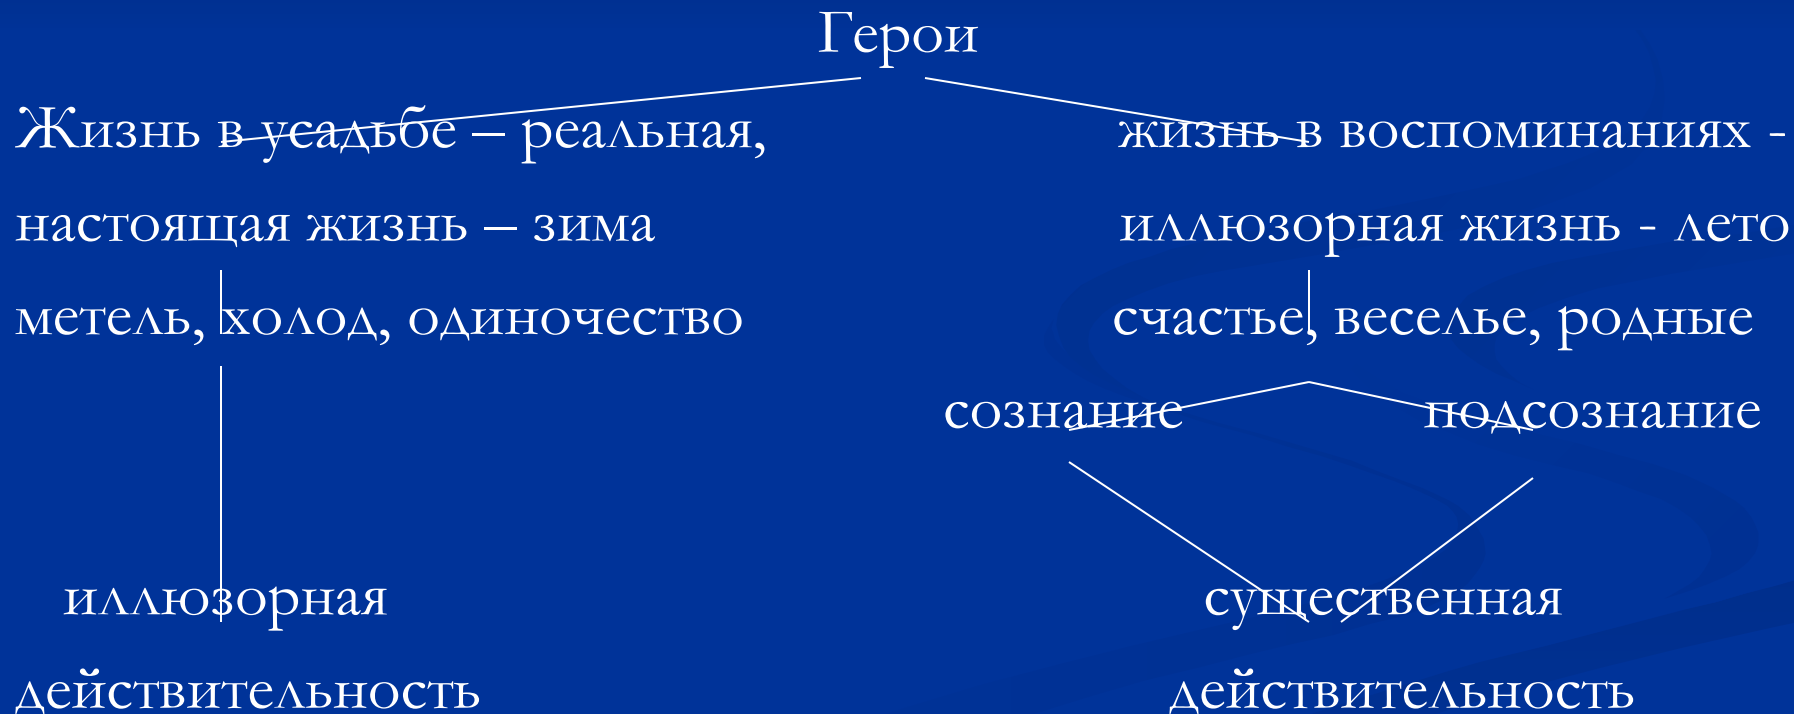 Герои
Жизнь в усадьбе – реальная, жизнь в воспоминаниях -
настоящая жизнь – зима иллюзорная жизнь - лето
метель, холод, одиночество счастье, веселье, родные
сознание подсознание
иллюзорная существенная
действительность действительность